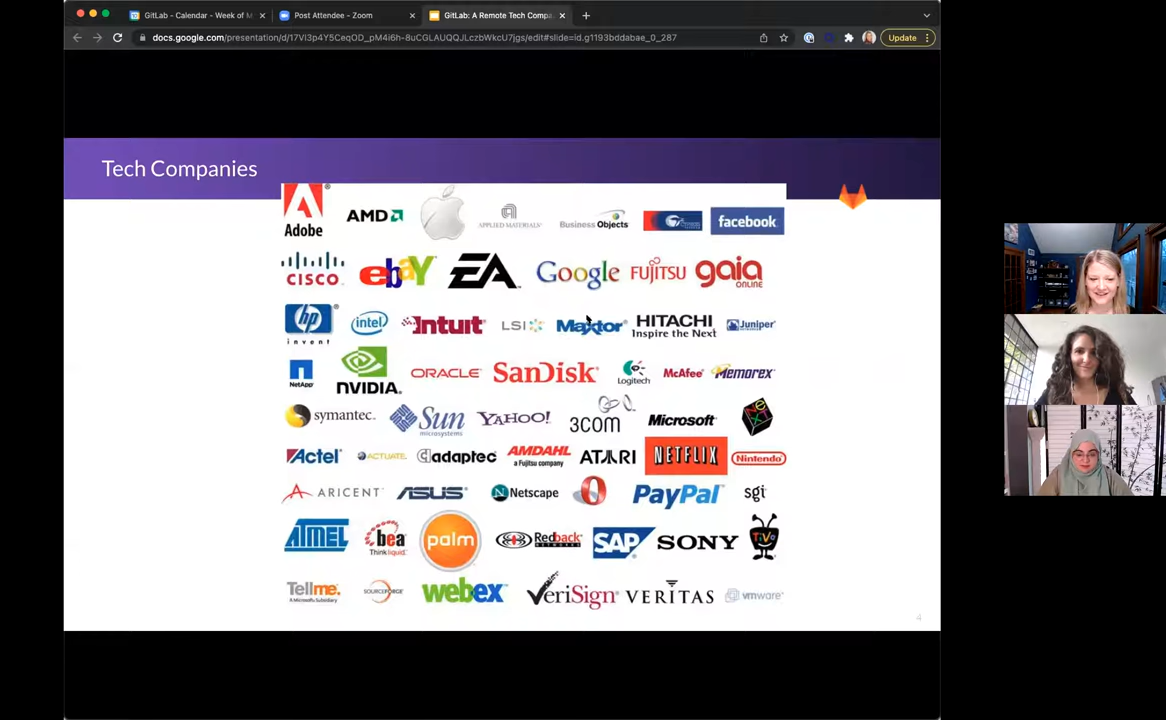 GitLab - Calendar - Week of M
Post Attendee - Zoom
GitLab: A Remote Tech Compa
docs.google.com/presentation/d/17Vl3p4Y5CeqOD_pM4i6h-8uCGLAUQQJLczbWkcU7jgs/edit#slide=id.g1193bddabae_0_287
Update
Tech Companies
Adobe AMD APPLIED MATERIALS Business Objects facebook
CISCO ebaY EA Google FUJITSU gaia ONLINE
hp invent intel intuit LSI Maxtor HITACHI Inspire the Next Juniper
NetApp NVIDIA. ORACLE SanDisk Logitech McAfee Memorex
symantec. Sun microsystems YAHOO! 3COM Microsoft
Actel ACTUATE adaptec AMDAHL a Fujitsu company ATARI NETFLIX Nintendo
ARICENT ASUS Netscape PayPal sgi
ATMEL bea Think liquid. palm Redback NETWORKS SAP SONY TiVo
Tellme. A Microsoft Subsidiary SOURCEFORGE webex VeriSign VERITAS vmware
4